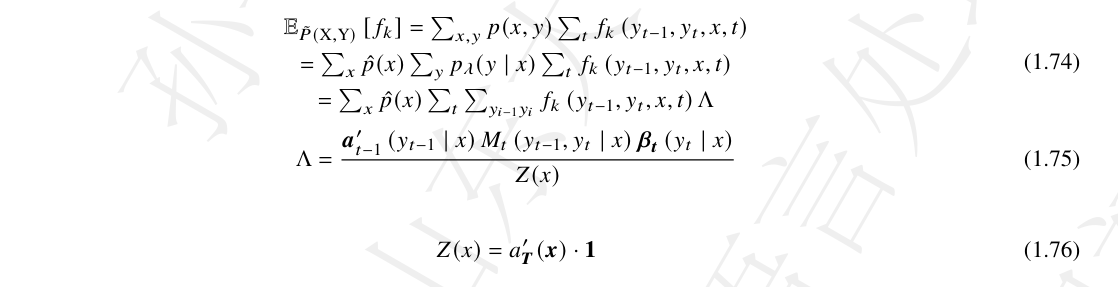 𝔼_{P̃(X,Y)} [f_k] = ∑_{x,y} p(x, y) ∑_t f_k (y_{t−1}, y_t, x, t)
= ∑_x p̂(x) ∑_y p_λ(y | x) ∑_t f_k (y_{t−1}, y_t, x, t) (1.74)
= ∑_x p̂(x) ∑_t ∑_{y_{i−1}y_i} f_k (y_{t−1}, y_t, x, t) Λ
Λ = \frac{𝒂′_{t−1} (y_{t−1} | x) M_t (y_{t−1}, y_t | x) 𝜷_𝒕 (y_t | x)}{Z(x)} (1.75)
Z(x) = a′_𝑻 (𝒙) · 𝟏 (1.76)